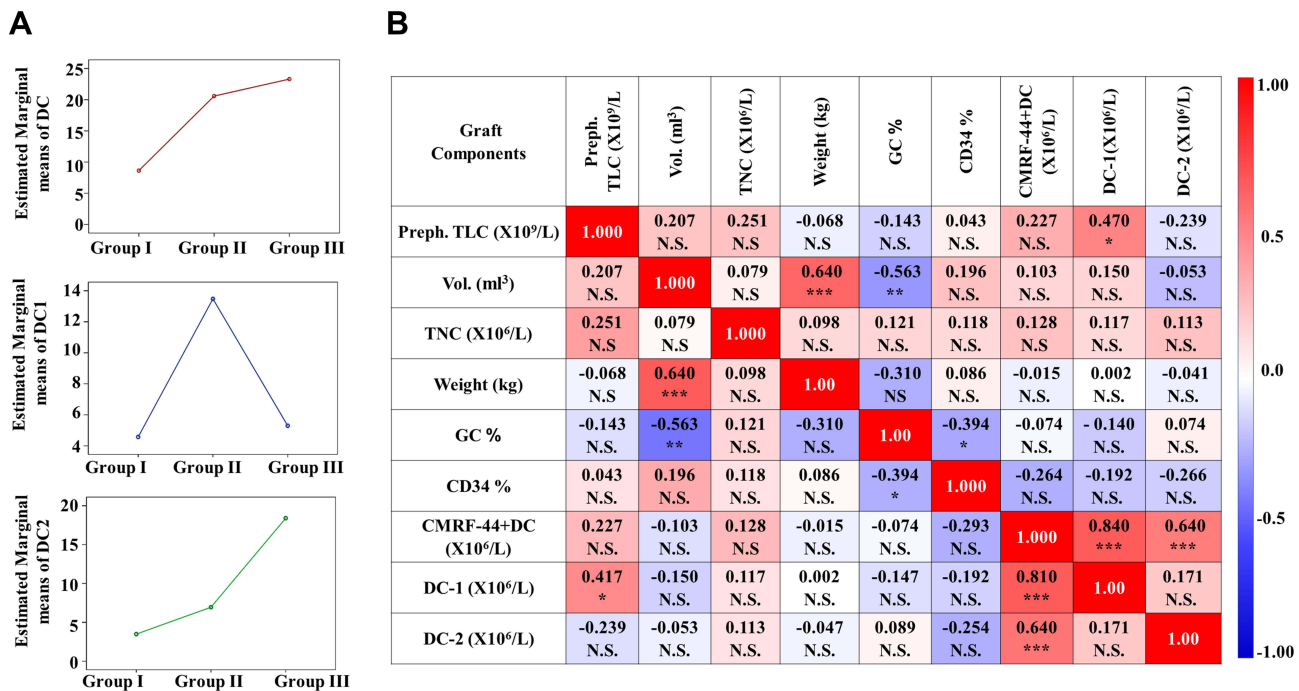 A
Estimated Marginal
means of DC
25
20
15
10
5
0
Group I Group II Group III
Estimated Marginal
means of DC1
14
12
10
8
6
4
Group I Group II Group III
Estimated Marginal
means of DC2
20
15
10
5
0
Group I Group II Group III
B
Graft
Components
Preph.
TLC (X10⁹/L
Vol. (ml³)
TNC (X10⁶/L)
Weight (kg)
GC %
CD34 %
CMRF-44+DC
(X10⁶/L)
DC-1(X10⁶/L)
DC-2 (X10⁶/L)
Preph. TLC (X10⁹/L)
1.000 0.207 0.251 -0.068 -0.143 0.043 0.227 0.470 -0.239
N.S. N.S N.S N.S. N.S. N.S. * N.S.
Vol. (ml³)
0.207 1.000 0.079 0.640 -0.563 0.196 0.103 0.150 -0.053
N.S. N.S *** ** N.S. N.S. N.S. N.S.
TNC (X10⁶/L)
0.251 0.079 1.000 0.098 0.121 0.118 0.128 0.117 0.113
N.S N.S N.S. N.S. N.S. N.S N.S. N.S.
Weight (kg)
-0.068 0.640 0.098 1.00 -0.310 0.086 -0.015 0.002 -0.041
N.S *** N.S. NS N.S. N.S. N.S. N.S.
GC %
-0.143 -0.563 0.121 -0.310 1.00 -0.394 -0.074 - 0.140 0.074
N.S. ** N.S. N.S. * N.S. N.S. N.S.
CD34 %
0.043 0.196 0.118 0.086 -0.394 1.000 -0.264 -0.192 -0.266
N.S. N.S. N.S. N.S. * N.S. N.S. N.S.
CMRF-44+DC
(X10⁶/L)
0.227 -0.103 0.128 -0.015 -0.074 -0.293 1.000 0.840 0.640
N.S. N.S. N.S N.S. N.S. N.S. *** ***
DC-1 (X10⁶/L)
0.417 -0.150 0.117 0.002 -0.147 -0.192 0.810 1.00 0.171
* N.S. N.S. N.S. N.S. N.S. *** N.S.
DC-2 (X10⁶/L)
-0.239 -0.053 0.113 -0.047 0.089 -0.254 0.640 0.171 1.00
N.S. N.S. N.S. N.S. N.S. N.S. *** N.S.
1.00
0.5
0.0
-0.5
-1.00